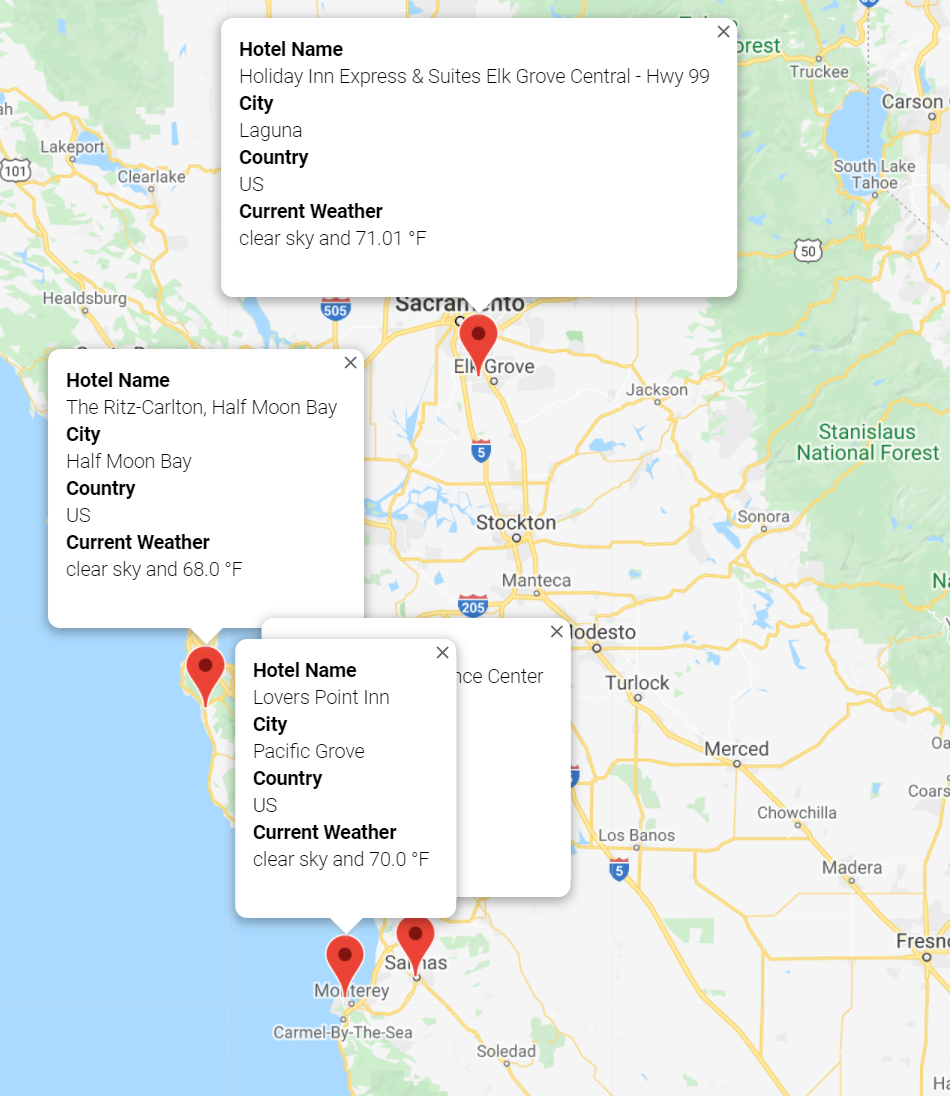 Truckee
Carson
Lakeport
101
Clearlake
South Lake
Tahoe
50
Hotel Name
Holiday Inn Express & Suites Elk Grove Central - Hwy 99
City
Laguna
Country
US
Current Weather
clear sky and 71.01 °F
Healdsburg
505
Sacramento
Elk Grove
Jackson
Stanislaus
National Forest
5
Hotel Name
The Ritz-Carlton, Half Moon Bay
City
Half Moon Bay
Country
US
Current Weather
clear sky and 68.0 °F
Stockton
Sonora
Manteca
205
Modesto
Turlock
Center
Hotel Name
Lovers Point Inn
City
Pacific Grove
Country
US
Current Weather
clear sky and 70.0 °F
Merced
Chowchilla
Los Banos
5
Madera
Fresno
Salinas
Monterey
Carmel-By-The-Sea
Soledad